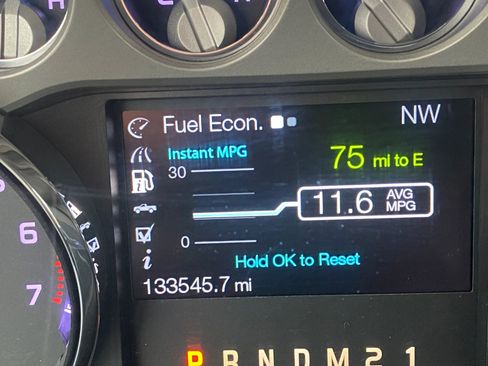 H
Fuel Econ.
NW
Instant MPG
75 mi to E
30
11.6 AVG MPG
0
i
Hold OK to Reset
133545.7 mi
6
7
P R N D M 2 1